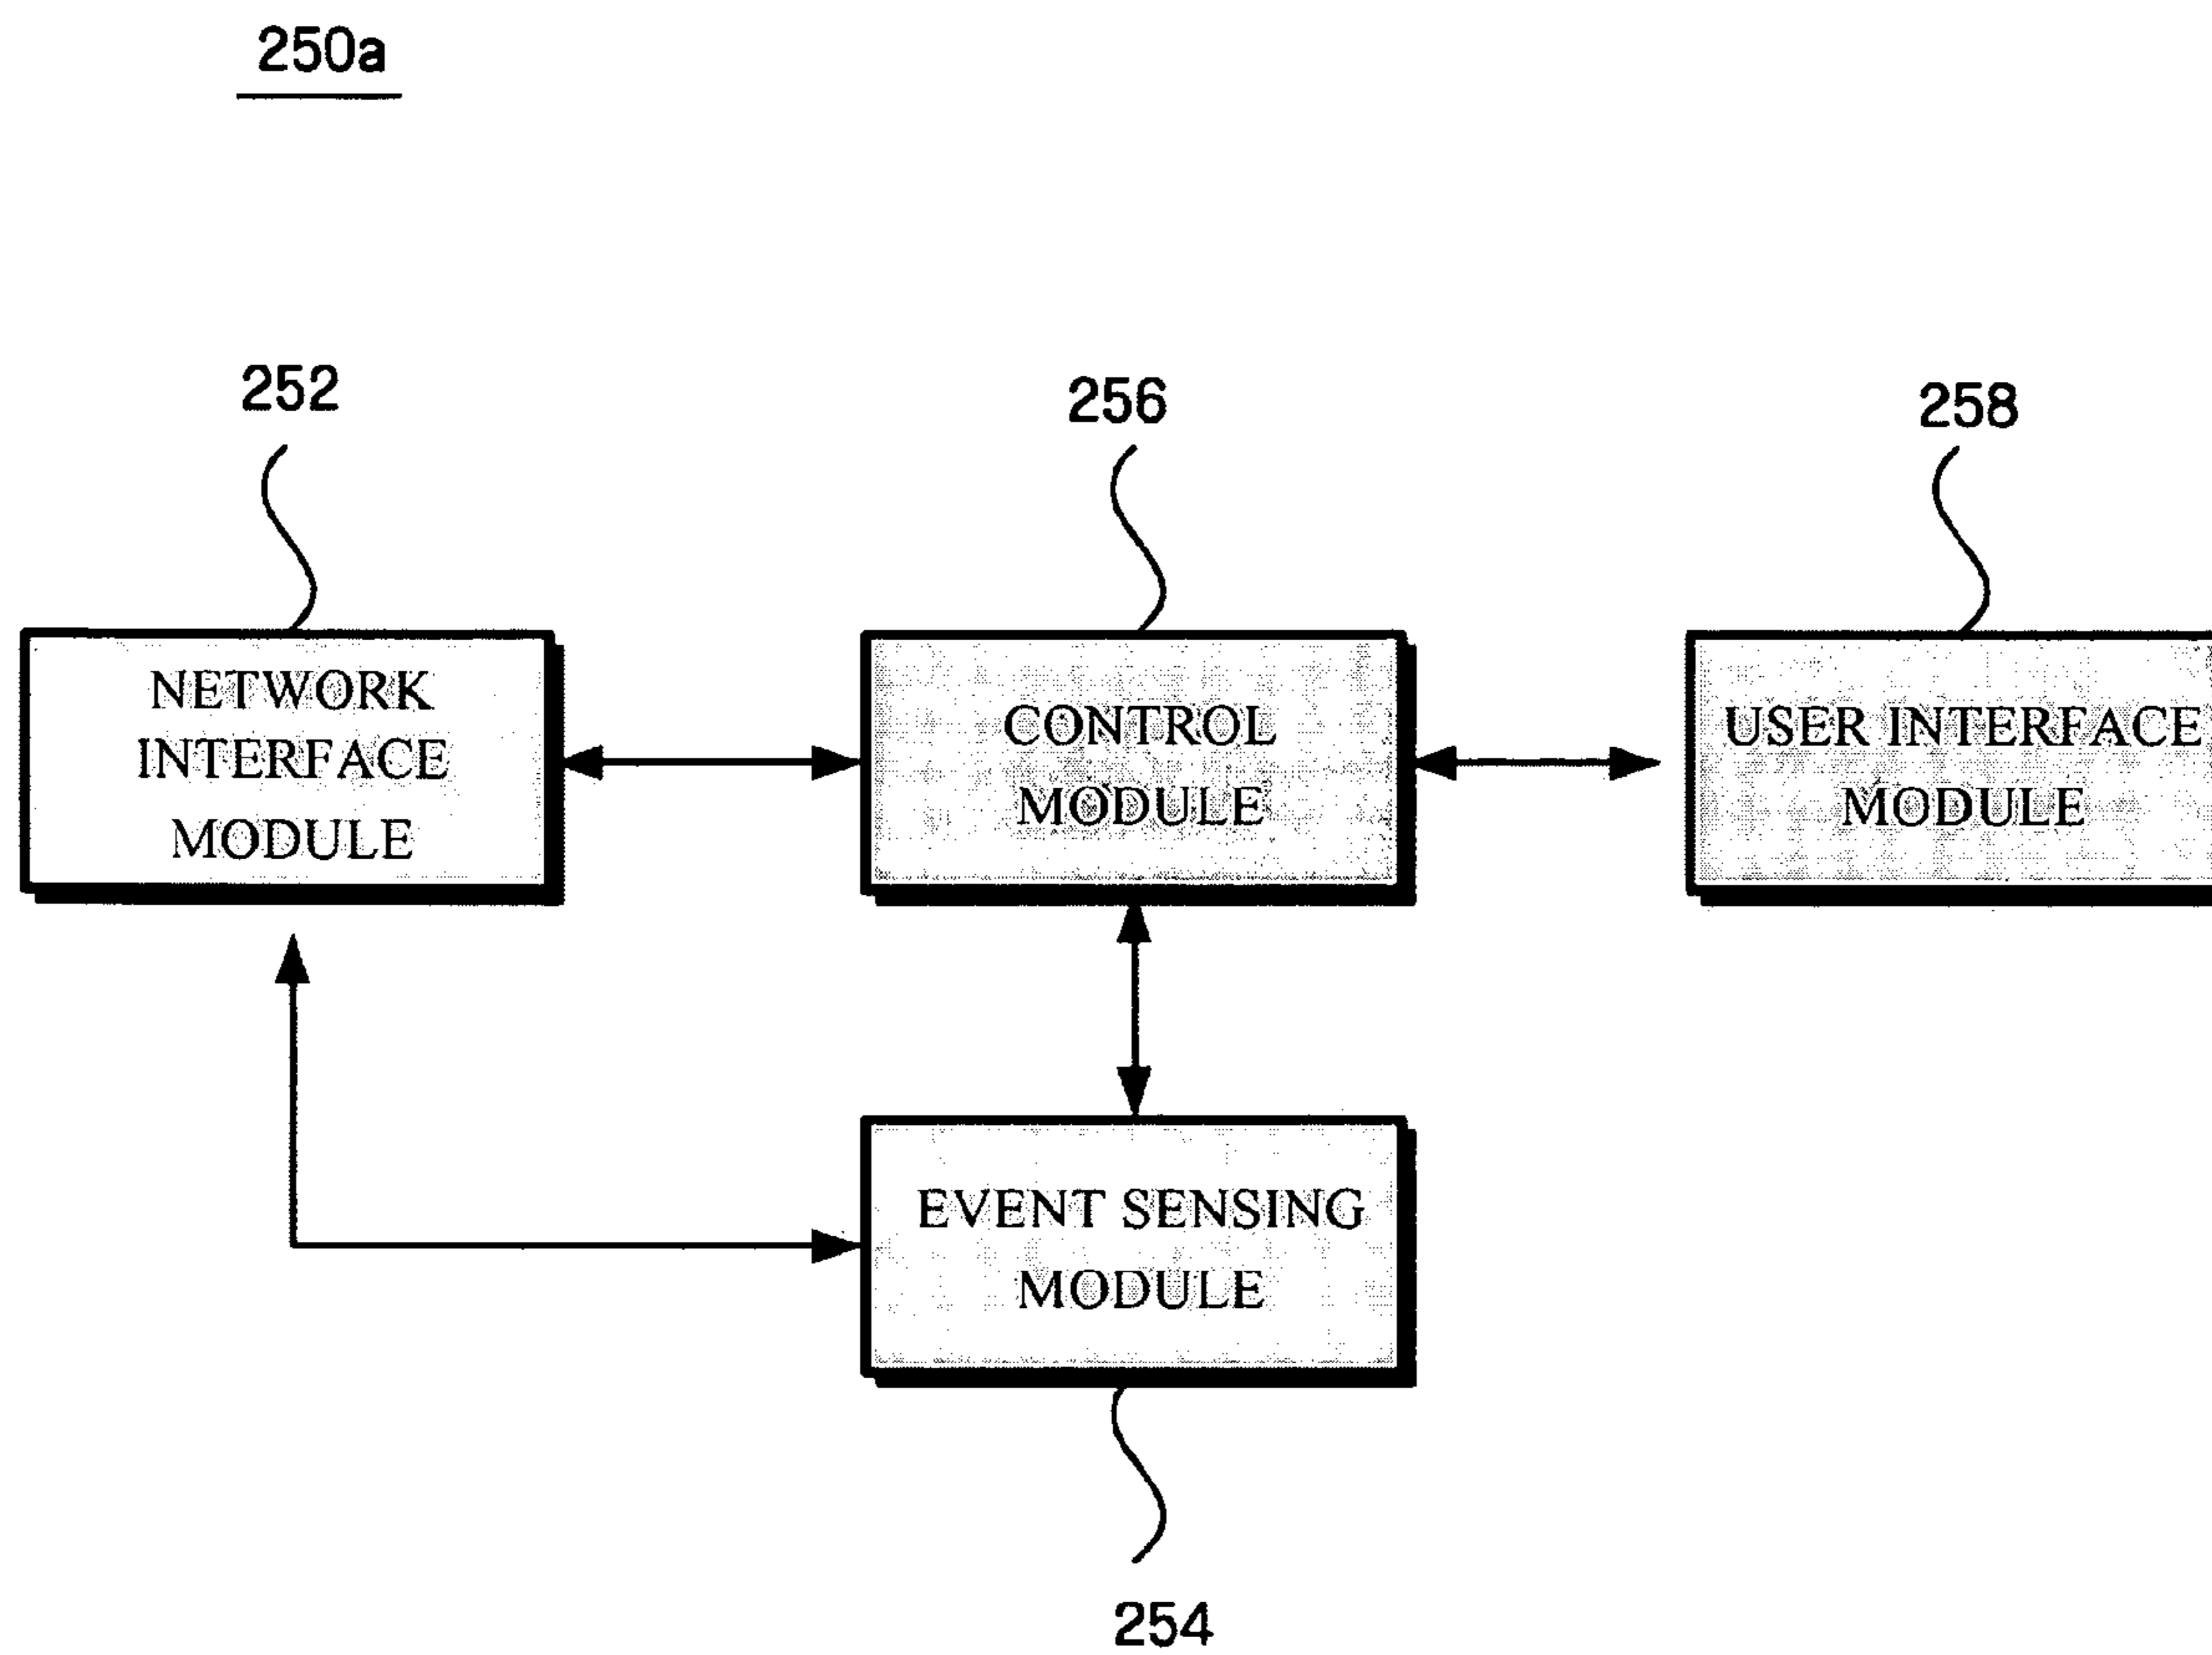 250a
252
256
258
NETWORK
INTERFACE
MODULE
CONTROL
MODULE
USER INTERFACE
MODULE
EVENT SENSING
MODULE
254